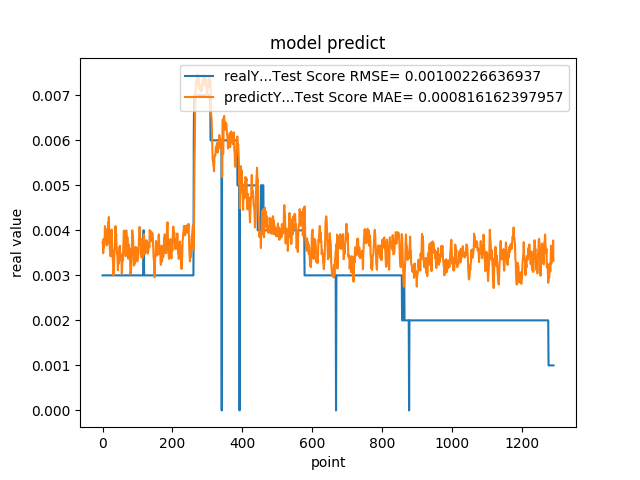 model predict
realY...Test Score RMSE= 0.00100226636937
predictY...Test Score MAE= 0.000816162397957
0.007
0.006
0.005
0.004
0.003
0.002
0.001
0.000
real value
0 200 400 600 800 1000 1200
point